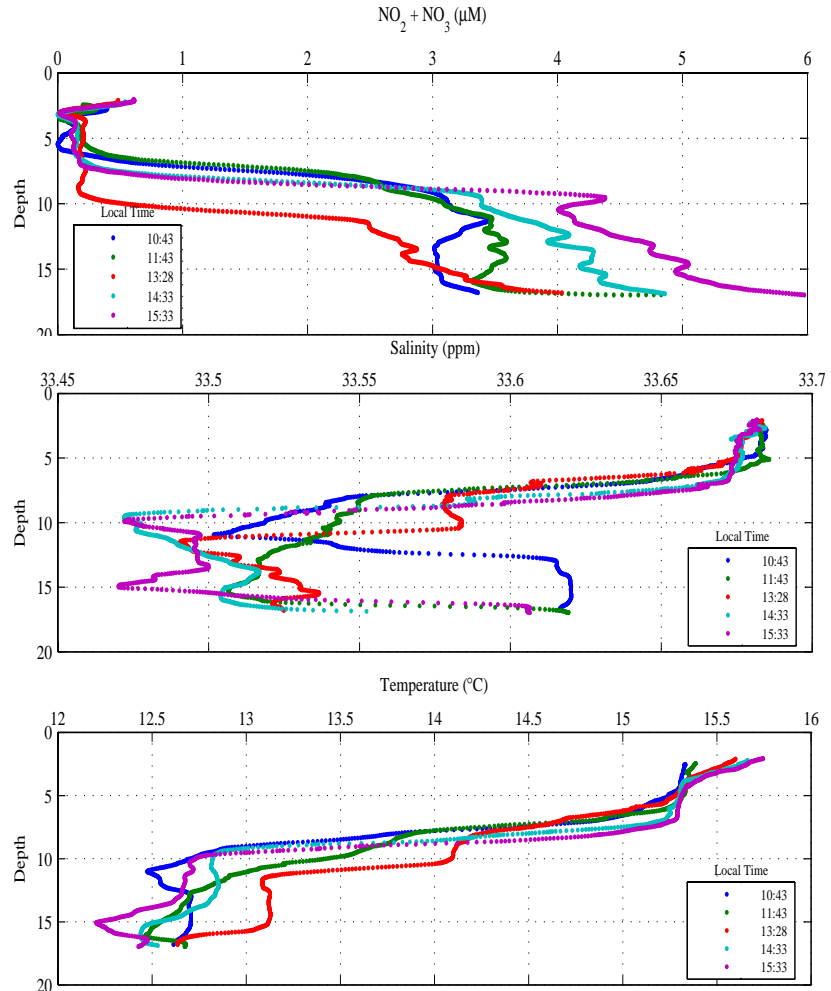 NO2 + NO3 (μM)
0 1 2 3 4 5 6
0
5
10
15
20
Depth
Local Time
10:43
11:43
13:28
14:33
15:33
Salinity (ppm)
33.45 33.5 33.55 33.6 33.65 33.7
0
5
10
15
20
Depth
Local Time
10:43
11:43
13:28
14:33
15:33
Temperature (°C)
12 12.5 13 13.5 14 14.5 15 15.5 16
0
5
10
15
20
Depth
Local Time
10:43
11:43
13:28
14:33
15:33